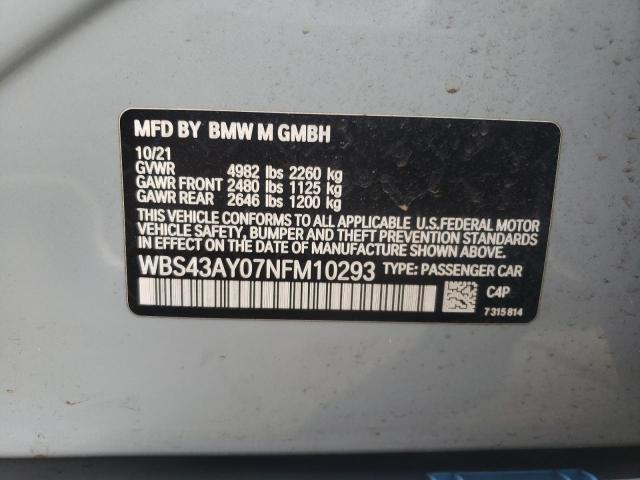 MFD BY BMW M GMBH
10/21
GVWR 4982 lbs 2260 kg
GAWR FRONT 2480 lbs 1125 kg
GAWR REAR 2646 lbs 1200 kg
THIS VEHICLE CONFORMS TO ALL APPLICABLE U.S.FEDERAL MOTOR
VEHICLE SAFETY, BUMPER AND THEFT PREVENTION STANDARDS
IN EFFECT ON THE DATE OF MANUFACTURE SHOWN ABOVE.
WBS43AY07NFM10293 TYPE: PASSENGER CAR
C4P
7315814